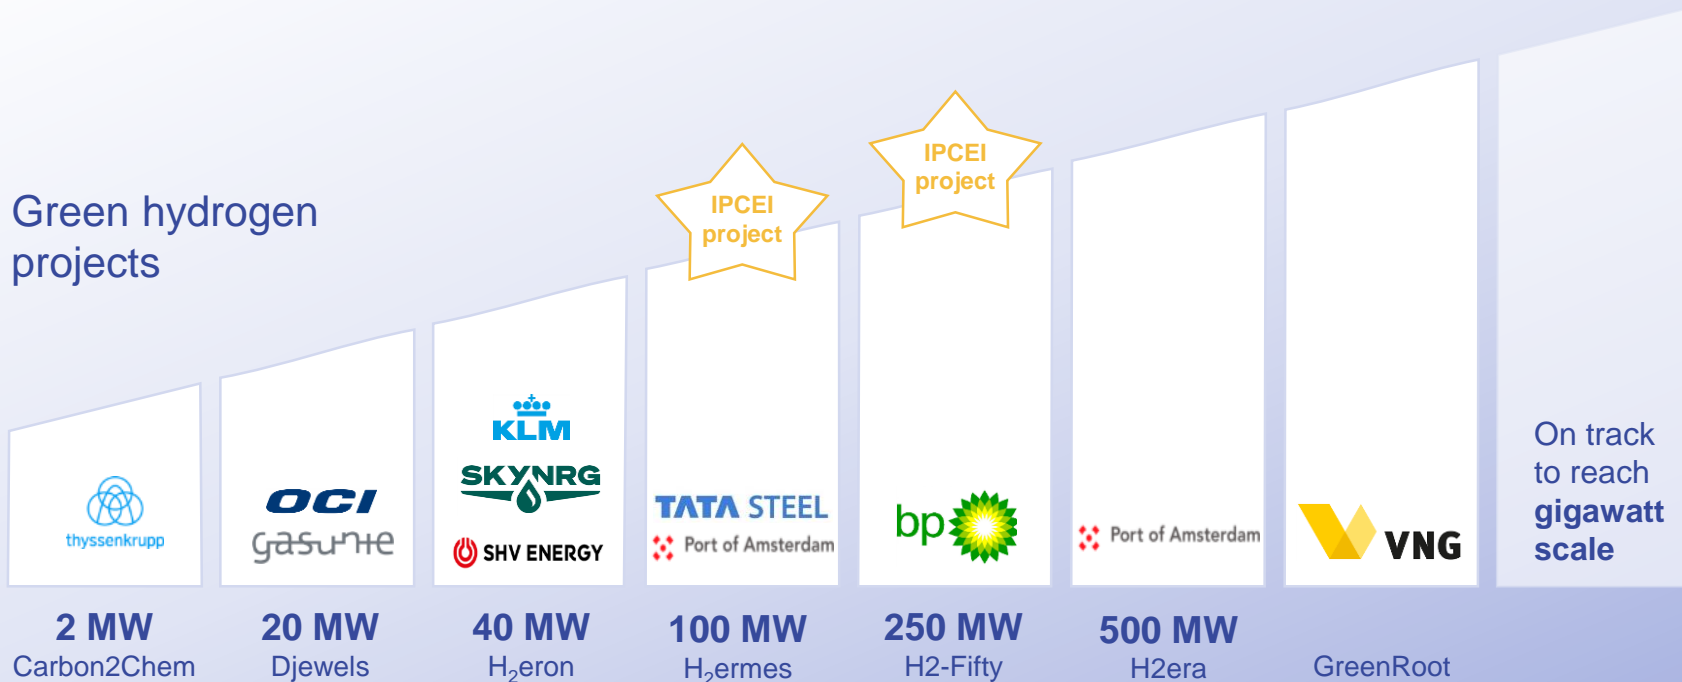 Green hydrogen
projects
IPCEI
project
IPCEI
project
thyssenkrupp
OCI
gasunie
KLM
SKYNRG
SHV ENERGY
TATA STEEL
Port of Amsterdam
bp
Port of Amsterdam
VNG
On track
to reach
gigawatt
scale
2 MW
Carbon2Chem
20 MW
Djewels
40 MW
H₂eron
100 MW
H₂ermes
250 MW
H2-Fifty
500 MW
H2era
GreenRoot